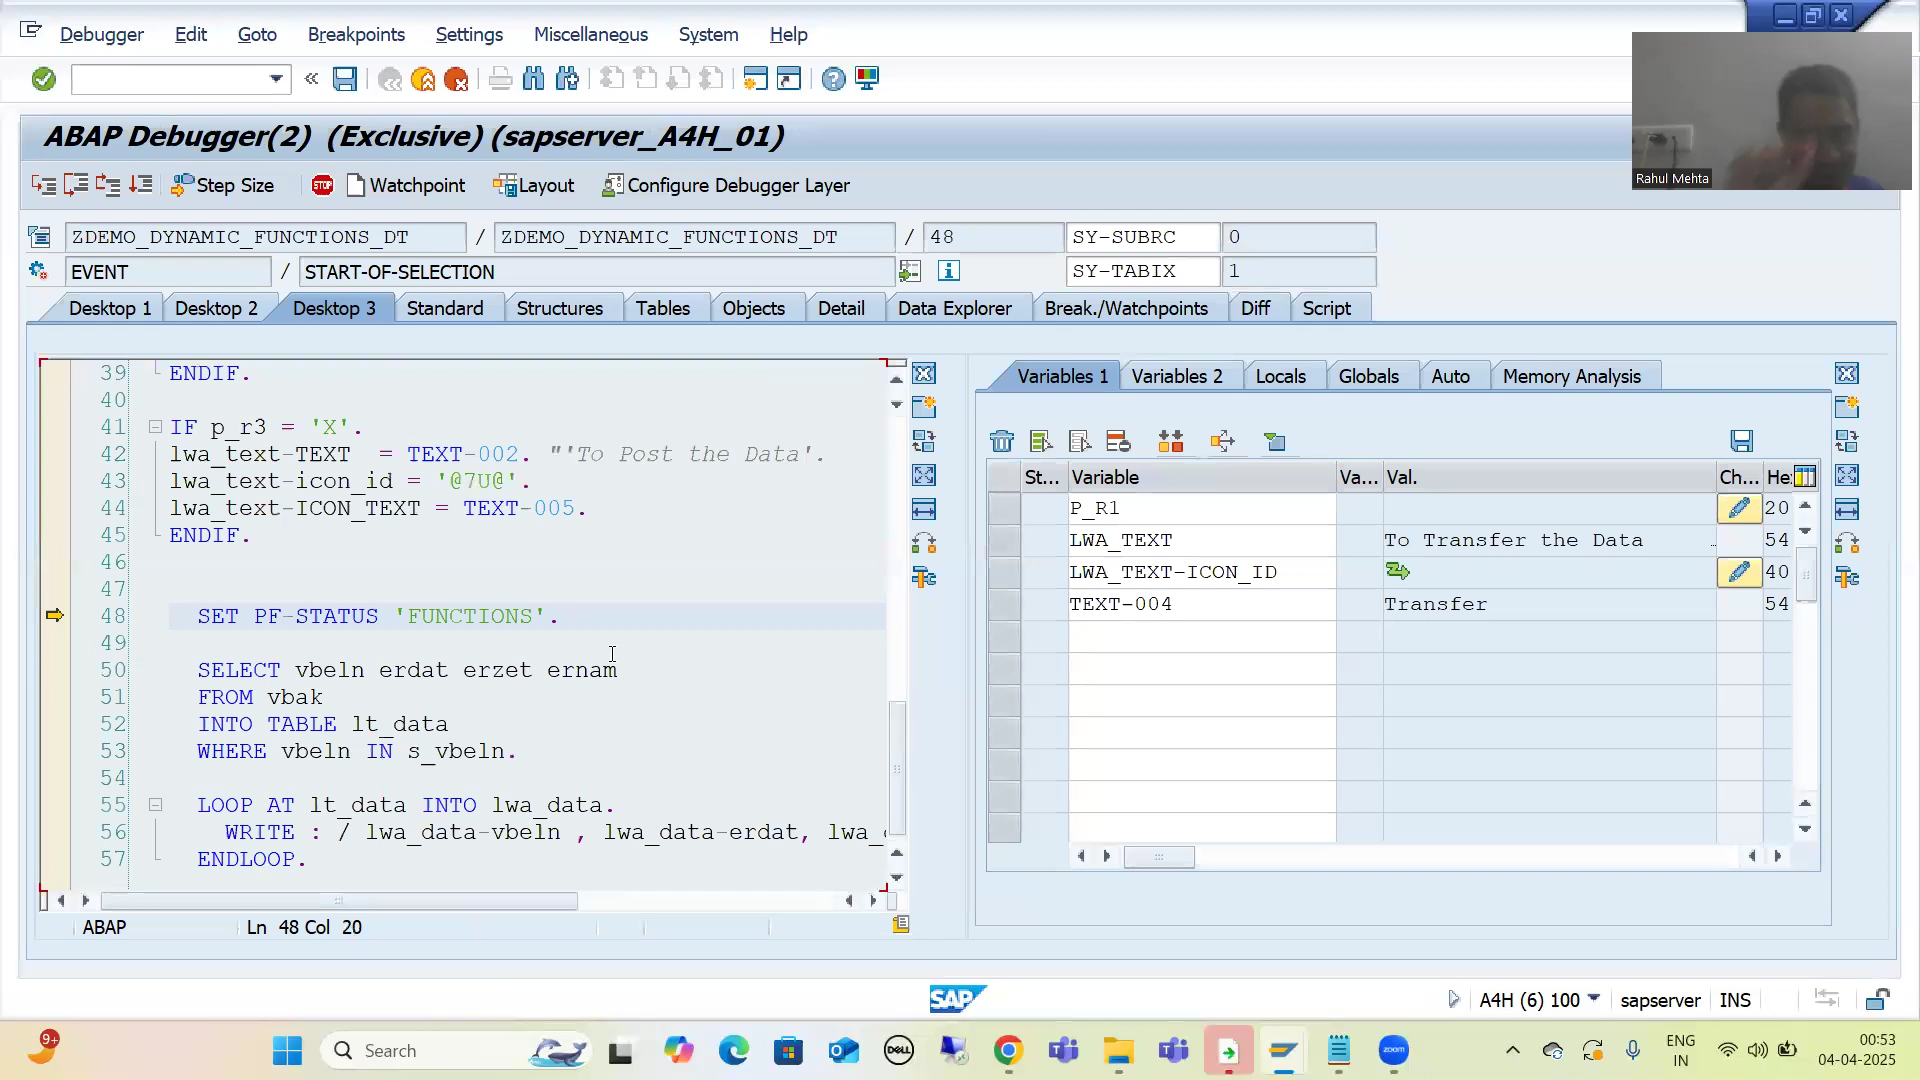 Debugger Edit Goto Breakpoints Settings Miscellaneous System Help
ABAP Debugger(2) (Exclusive) (sapserver_A4H_01)
Step Size STOP Watchpoint Layout Configure Debugger Layer
Rahul Mehta
ZDEMO_DYNAMIC_FUNCTIONS_DT / ZDEMO_DYNAMIC_FUNCTIONS_DT / 48 SY-SUBRC 0
EVENT / START-OF-SELECTION SY-TABIX 1
Desktop 1 Desktop 2 Desktop 3 Standard Structures Tables Objects Detail Data Explorer Break./Watchpoints Diff Script
39 ENDIF.
40
41 IF p_r3 = 'X'.
42 lwa_text-TEXT = TEXT-002. "'To Post the Data'.
43 lwa_text-icon_id = '@7U@'.
44 lwa_text-ICON_TEXT = TEXT-005.
45 ENDIF.
46
47
48 SET PF-STATUS 'FUNCTIONS'.
49
50 SELECT vbeln erdat erzet ernam
51 FROM vbak
52 INTO TABLE lt_data
53 WHERE vbeln IN s_vbeln.
54
55 LOOP AT lt_data INTO lwa_data.
56 WRITE : / lwa_data-vbeln , lwa_data-erdat, lwa_
57 ENDLOOP.
ABAP Ln 48 Col 20
Variables 1 Variables 2 Locals Globals Auto Memory Analysis
St... Variable Va... Val. Ch... He
P_R1 20
LWA_TEXT To Transfer the Data 54
LWA_TEXT-ICON_ID 40
TEXT-004 Transfer 54
SAP A4H (6) 100 sapserver INS
9+ Search DELL zoom ENG IN 00:53 04-04-2025